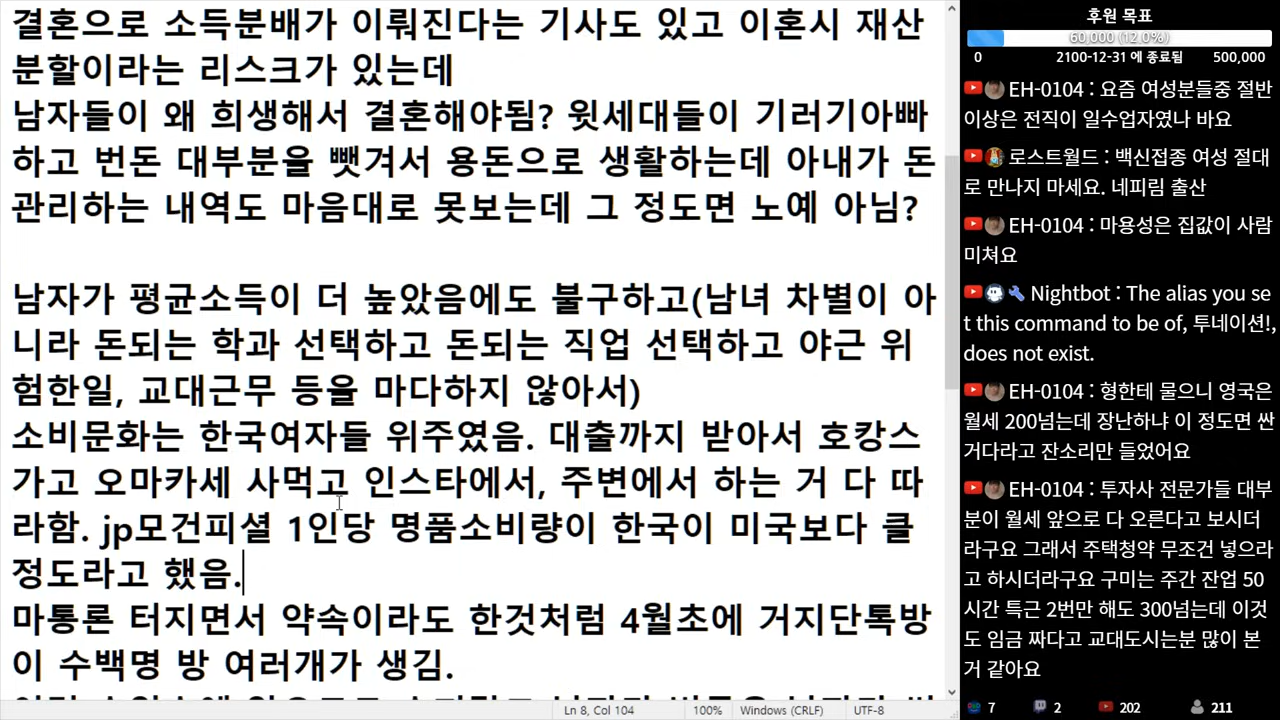 결혼으로 소득분배가 이뤄진다는 기사도 있고 이혼시 재산
분할이라는 리스크가 있는데
남자들이 왜 희생해서 결혼해야됨? 윗세대들이 기러기아빠
하고 번돈 대부분을 뺏겨서 용돈으로 생활하는데 아내가 돈
관리하는 내역도 마음대로 못보는데 그 정도면 노예 아님?
남자가 평균소득이 더 높았음에도 불구하고(남녀 차별이 아
니라 돈되는 학과 선택하고 돈되는 직업 선택하고 야근 위
험한일, 교대근무 등을 마다하지 않아서)
소비문화는 한국여자들 위주였음. 대출까지 받아서 호캉스
가고 오마카세 사먹고 인스타에서, 주변에서 하는 거 다 따
라함. jp모건피셜 1인당 명품소비량이 한국이 미국보다 클
정도라고 했음.
마통론 터지면서 약속이라도 한것처럼 4월초에 거지단톡방
이 수백명 방 여러개가 생김.
Ln 8, Col 104
100%
Windows (CRLF)
UTF-8
후원 목표
60,000 (12.0%)
0
2100-12-31 에 종료됨
500,000
EH-0104 : 요즘 여성분들중 절반
이상은 전직이 일수업자였나 바요
로스트월드 : 백신접종 여성 절대
로 만나지 마세요. 네피림 출산
EH-0104 : 마용성은 집값이 사람
미쳐요
Nightbot : The alias you se
t this command to be of, 투네이션!,
does not exist.
EH-0104 : 형한테 물으니 영국은
월세 200넘는데 장난하냐 이 정도면 싼
거다라고 잔소리만 들었어요
EH-0104 : 투자사 전문가들 대부
분이 월세 앞으로 다 오른다고 보시더
라구요 그래서 주택청약 무조건 넣으라
고 하시더라구요 구미는 주간 잔업 50
시간 특근 2번만 해도 300넘는데 이것
도 임금 짜다고 교대도시는분 많이 본
거 같아요
7
2
202
211